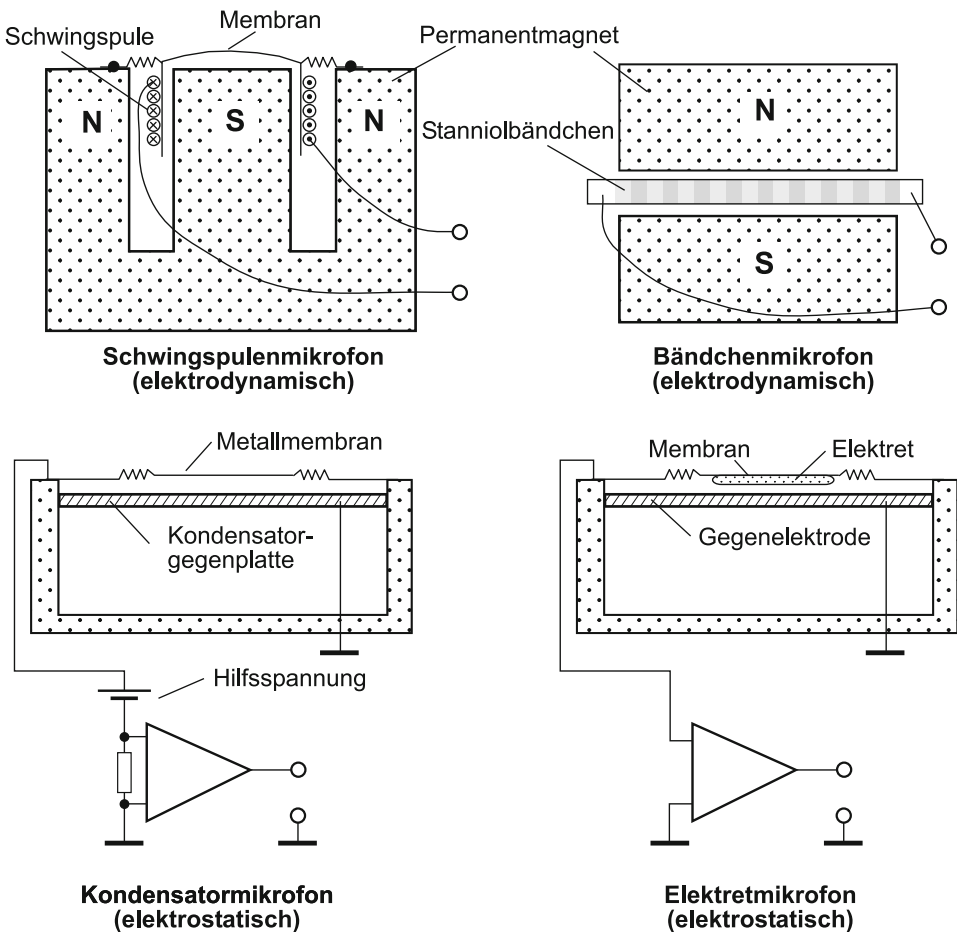 Membran
Schwingspule
Permanentmagnet
N
S
N
Schwingspulenmikrofon
(elektrodynamisch)
N
Stanniolbändchen
S
Bändchenmikrofon
(elektrodynamisch)
Metallmembran
Kondensator-
gegenplatte
Hilfsspannung
Kondensatormikrofon
(elektrostatisch)
Membran
Elektret
Gegenelektrode
Elektretmikrofon
(elektrostatisch)